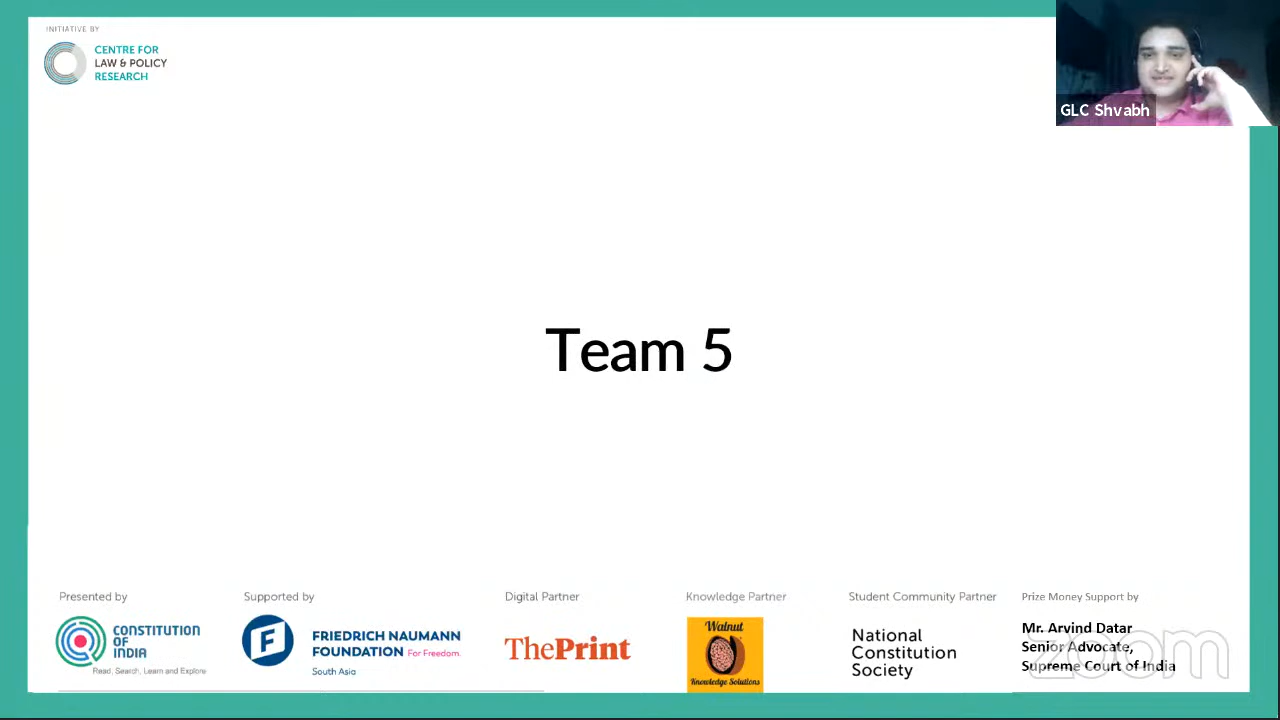 INITIATIVE BY
CENTRE FOR
LAW & POLICY
RESEARCH
GLC Shvabh
Team 5
Presented by
CONSTITUTION
OF
INDIA
Read, Search, Learn and Explore
Supported by
F
FRIEDRICH NAUMANN
FOUNDATION For Freedom.
South Asia
Digital Partner
ThePrint
Knowledge Partner
Walnut
Knowledge Solutions
Student Community Partner
National
Constitution
Society
Prize Money Support by
Mr. Arvind Datar
Senior Advocate,
Supreme Court of India
zoom